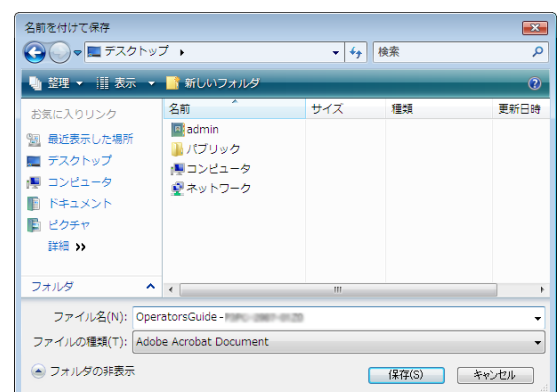 名前を付けて保存
デスクトップ
検索
整理 表示 新しいフォルダ
お気に入りリンク
最近表示した場所
デスクトップ
コンピュータ
ドキュメント
ピクチャ
詳細 >>
フォルダ
名前 サイズ 種類 更新日時
admin
パブリック
コンピュータ
ネットワーク
ファイル名(N): OperatorsGuide -
ファイルの種類(T): Adobe Acrobat Document
フォルダの非表示 保存(S) キャンセル